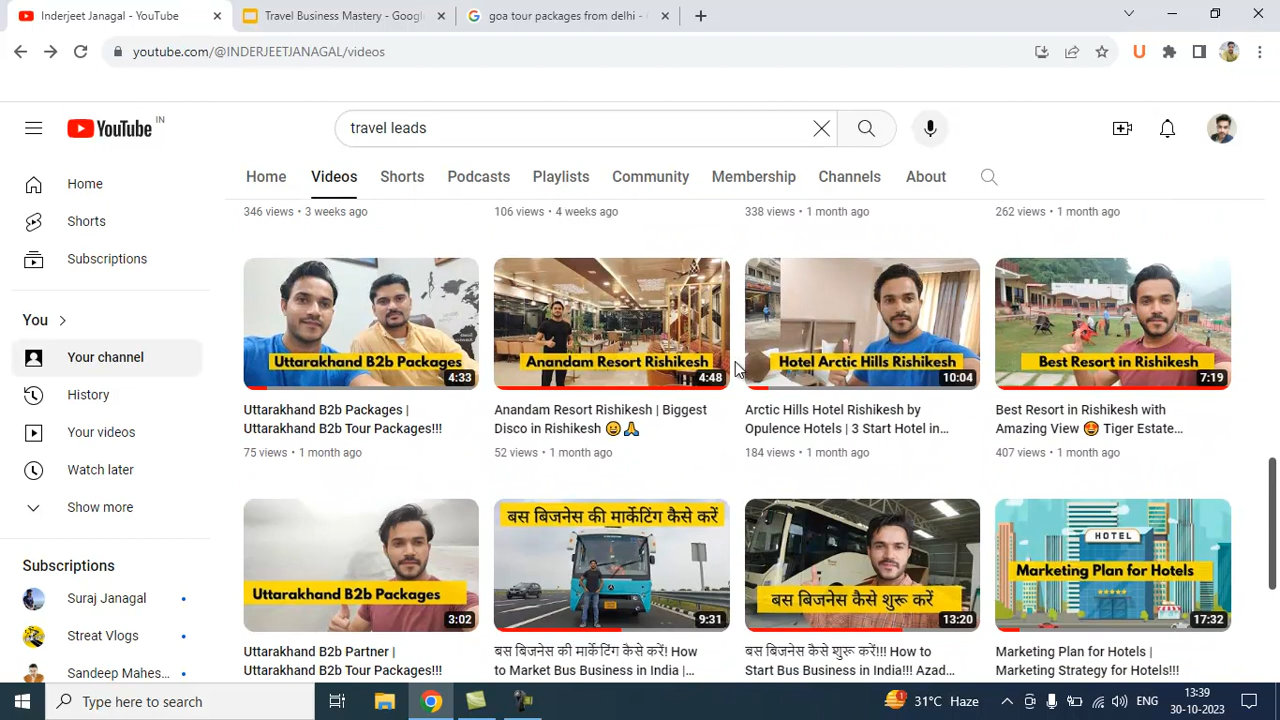 Inderjeet Janagal - YouTube
Travel Business Mastery - Googl
goa tour packages from delhi -
youtube.com/@INDERJEETJANAGAL/videos
YouTube IN
travel leads
Home
Videos
Shorts
Podcasts
Playlists
Community
Membership
Channels
About
Home
Shorts
Subscriptions
You
Your channel
History
Your videos
Watch later
Show more
Subscriptions
Suraj Janagal
Streat Vlogs
Sandeep Mahes...
346 views • 3 weeks ago
106 views • 4 weeks ago
338 views • 1 month ago
262 views • 1 month ago
Uttarakhand B2b Packages
4:33
Anandam Resort Rishikesh
4:48
Hotel Arctic Hills Rishikesh
10:04
Best Resort in Rishikesh
7:19
Uttarakhand B2b Packages |
Uttarakhand B2b Tour Packages!!!
75 views • 1 month ago
Anandam Resort Rishikesh | Biggest
Disco in Rishikesh 😃🙏
52 views • 1 month ago
Arctic Hills Hotel Rishikesh by
Opulence Hotels | 3 Start Hotel in...
184 views • 1 month ago
Best Resort in Rishikesh with
Amazing View 🤩 Tiger Estate...
407 views • 1 month ago
Uttarakhand B2b Packages
3:02
बस बिजनेस की मार्केटिंग कैसे करें
9:31
बस बिजनेस कैसे शुरू करें
13:20
HOTEL
Marketing Plan for Hotels
17:32
Uttarakhand B2b Partner |
Uttarakhand B2b Tour Packages!!!
बस बिजनेस की मार्केटिंग कैसे करें! How
to Market Bus Business in India |...
बस बिजनेस कैसे शुरू करें!!! How to
Start Bus Business in India!!! Azad...
Marketing Plan for Hotels |
Marketing Strategy for Hotels!!!
Type here to search
31°C Haze
ENG
13:39
30-10-2023